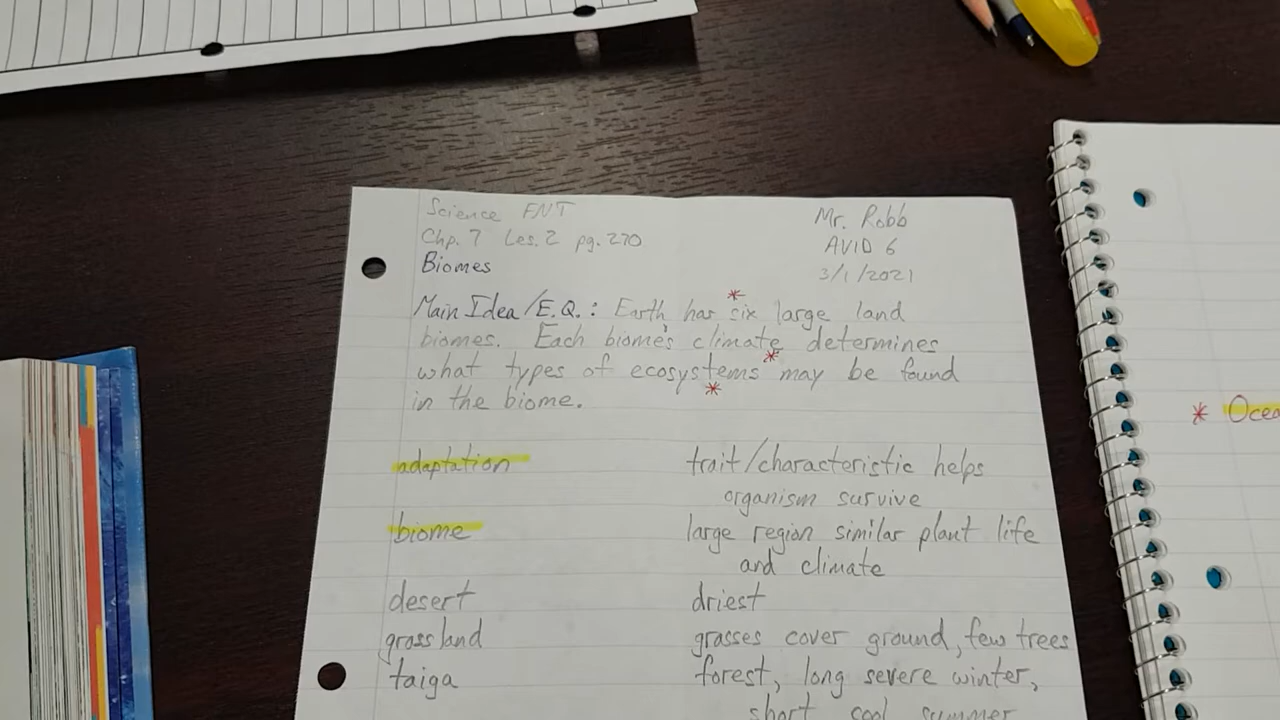 Science FNT
Mr. Robb
Chp. 7 Les. 2 pg. 270
AVID 6
Biomes
3/1/2021
Main Idea/E.Q.: Earth has *six large land
biomes. Each biome's climate determines
*
what types of ecosystems may be found
*
in the biome.
adaptation trait/characteristic helps
organism survive
biome large region similar plant life
and climate
desert driest
grassland grasses cover ground, few trees
taiga forest, long severe winter,
short cool summer
*